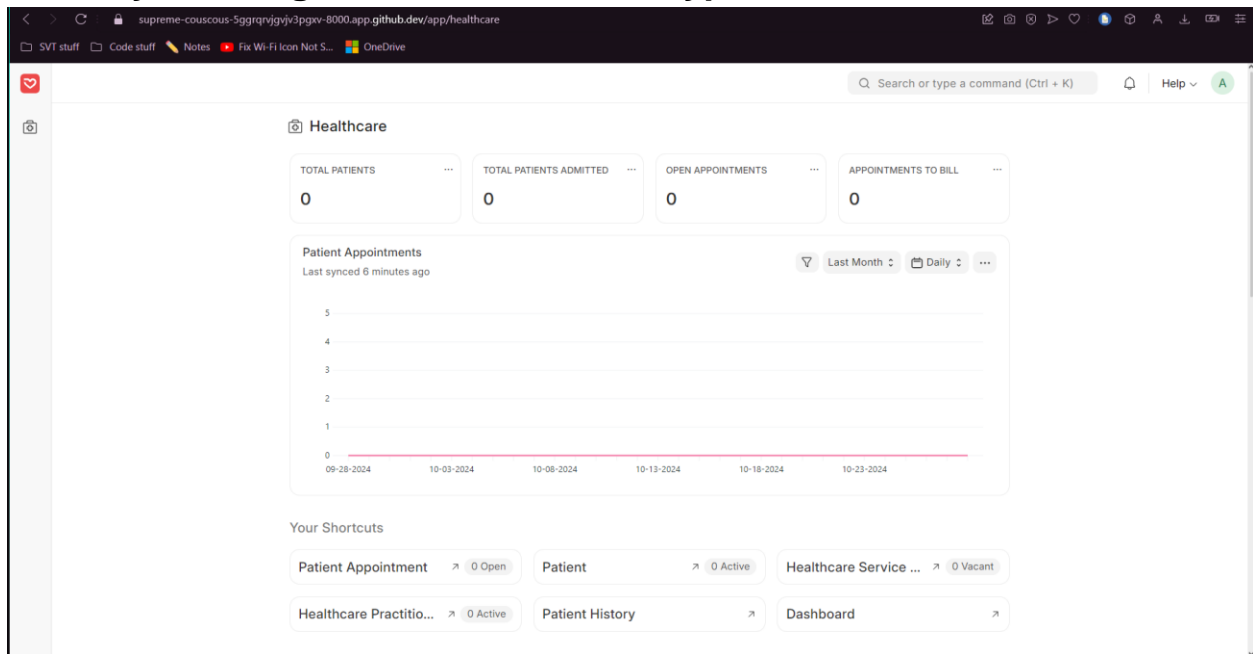 supreme-couscous-5ggrqrvjgvjv3pgxv-8000.app.github.dev/app/healthcare
SVT stuff Code stuff Notes Fix Wi-Fi Icon Not S... OneDrive
Search or type a command (Ctrl + K) Help A
Healthcare
TOTAL PATIENTS ... TOTAL PATIENTS ADMITTED ... OPEN APPOINTMENTS ... APPOINTMENTS TO BILL ...
0 0 0 0
Patient Appointments
Last synced 6 minutes ago
Last Month Daily ...
5
4
3
2
1
0
09-28-2024 10-03-2024 10-08-2024 10-13-2024 10-18-2024 10-23-2024
Your Shortcuts
Patient Appointment 0 Open Patient 0 Active Healthcare Service ... 0 Vacant
Healthcare Practitio... 0 Active Patient History Dashboard